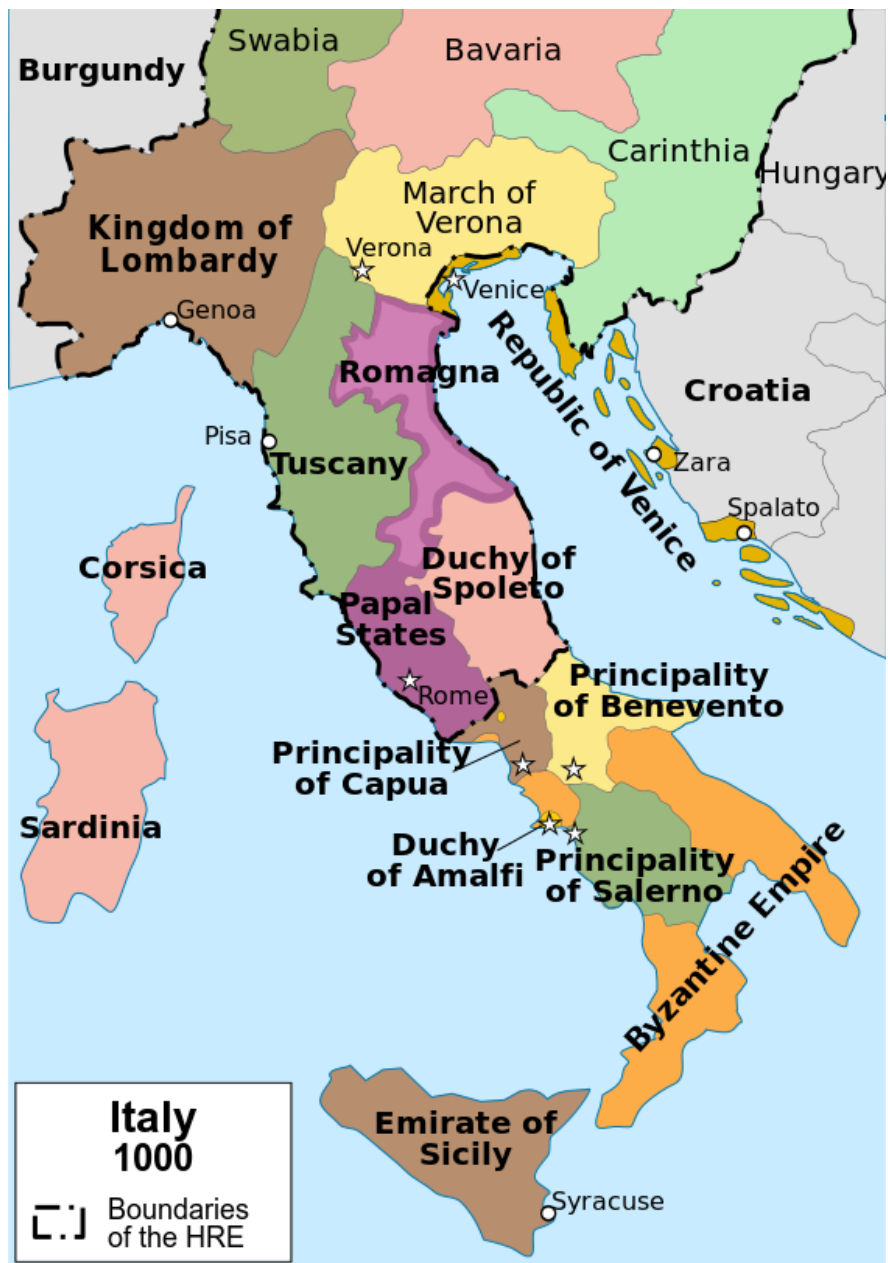 Swabia
Bavaria
Burgundy
Carinthia
Hungary
March of
Verona
Kingdom of
Lombardy
Verona
Venice
Genoa
Romagna
Republic of Venice
Croatia
Pisa
Tuscany
Zara
Spalato
Corsica
Duchy of
Spoleto
Papal
States
Rome
Principality
of Benevento
Principality
of Capua
Sardinia
Duchy
of Amalfi
Principality
of Salerno
Byzantine Empire
Emirate of
Sicily
Syracuse
Italy
1000
Boundaries
of the HRE